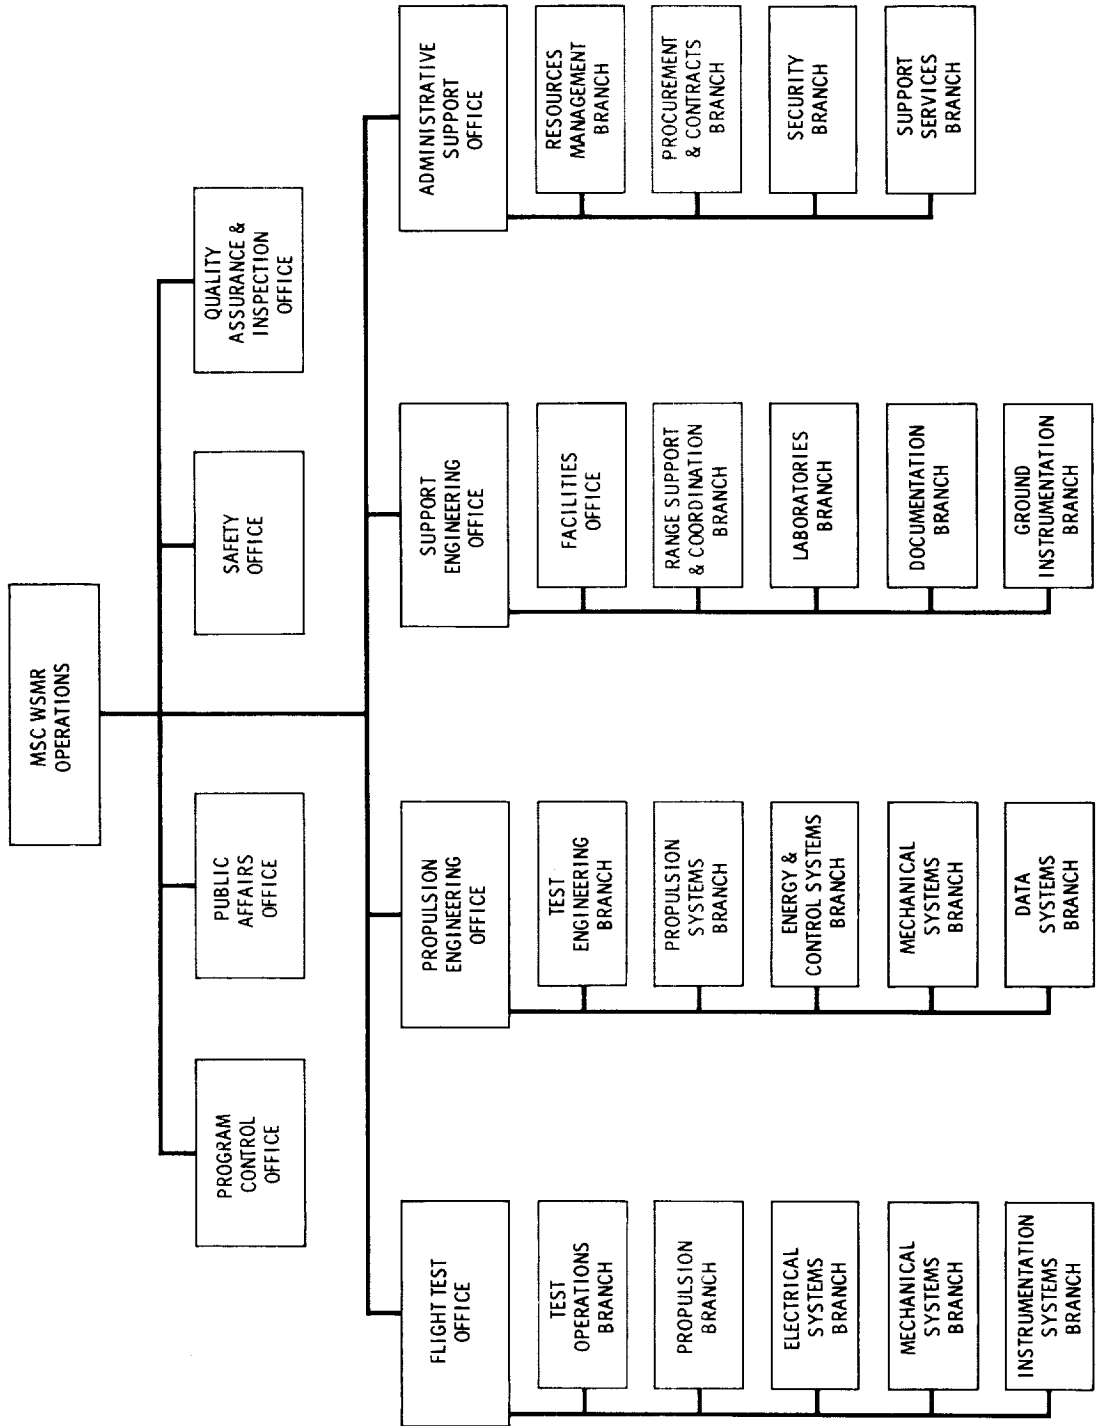 MSC WSMR
OPERATIONS
PROGRAM
CONTROL
OFFICE
PUBLIC
AFFAIRS
OFFICE
SAFETY
OFFICE
QUALITY
ASSURANCE &
INSPECTION
OFFICE
FLIGHT TEST
OFFICE
TEST
OPERATIONS
BRANCH
PROPULSION
BRANCH
ELECTRICAL
SYSTEMS
BRANCH
MECHANICAL
SYSTEMS
BRANCH
INSTRUMENTATION
SYSTEMS
BRANCH
PROPULSION
ENGINEERING
OFFICE
TEST
ENGINEERING
BRANCH
PROPULSION
SYSTEMS
BRANCH
ENERGY &
CONTROL SYSTEMS
BRANCH
MECHANICAL
SYSTEMS
BRANCH
DATA
SYSTEMS
BRANCH
SUPPORT
ENGINEERING
OFFICE
FACILITIES
OFFICE
RANGE SUPPORT
& COORDINATION
BRANCH
LABORATORIES
BRANCH
DOCUMENTATION
BRANCH
GROUND
INSTRUMENTATION
BRANCH
ADMINISTRATIVE
SUPPORT
OFFICE
RESOURCES
MANAGEMENT
BRANCH
PROCUREMENT
& CONTRACTS
BRANCH
SECURITY
BRANCH
SUPPORT
SERVICES
BRANCH